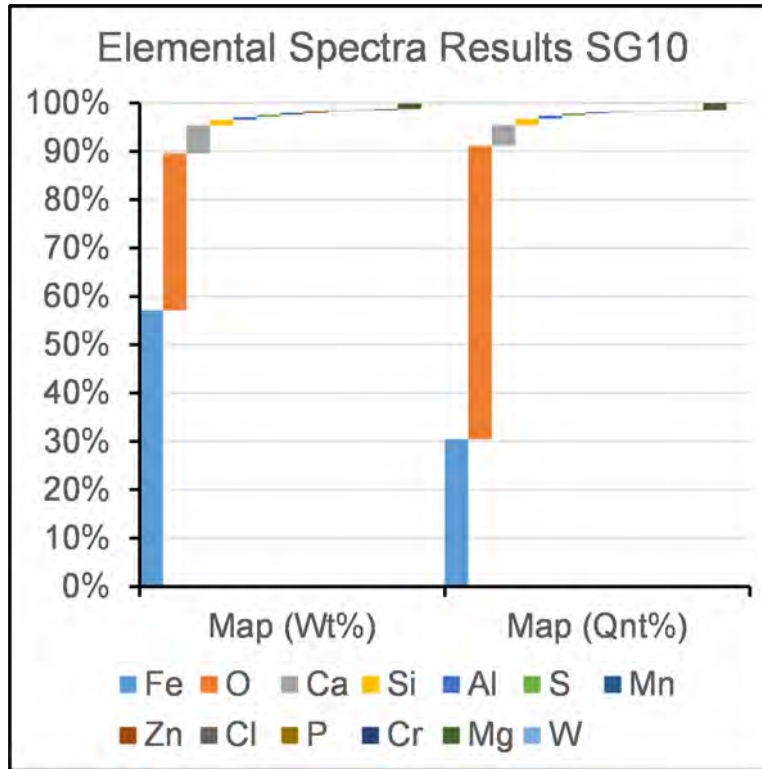 Elemental Spectra Results SG10
100%
90%
80%
70%
60%
50%
40%
30%
20%
10%
0%
Map (Wt%) Map (Qnt%)
Fe O Ca Si Al S Mn
Zn Cl P Cr Mg W